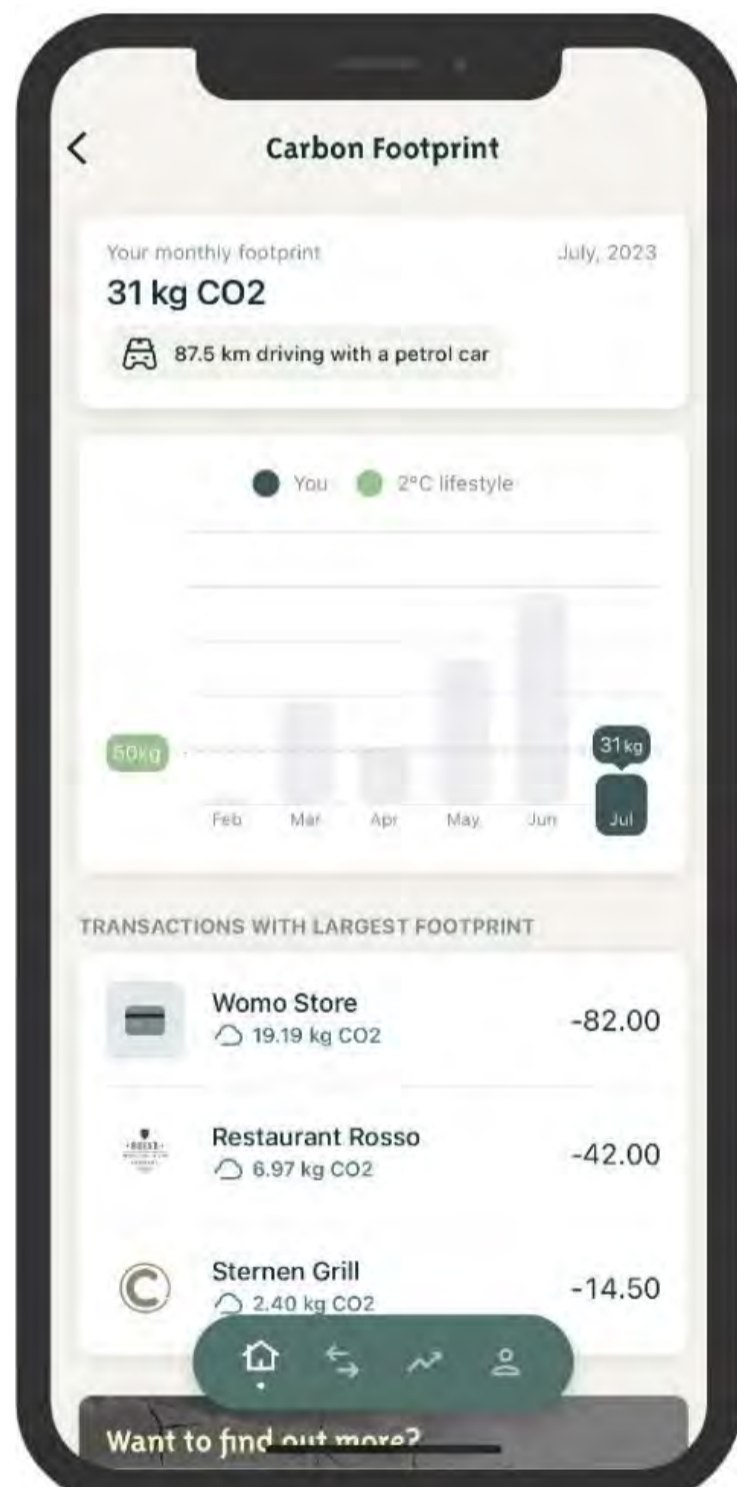 Carbon Footprint
Your monthly footprint July, 2023
31 kg CO2
87.5 km driving with a petrol car
You 2°C lifestyle
50kg
31 kg
Feb Mar Apr May Jun Jul
TRANSACTIONS WITH LARGEST FOOTPRINT
Womo Store
19.19 kg CO2
-82.00
Restaurant Rosso
6.97 kg CO2
-42.00
Sternen Grill
2.40 kg CO2
-14.50
Want to find out more?